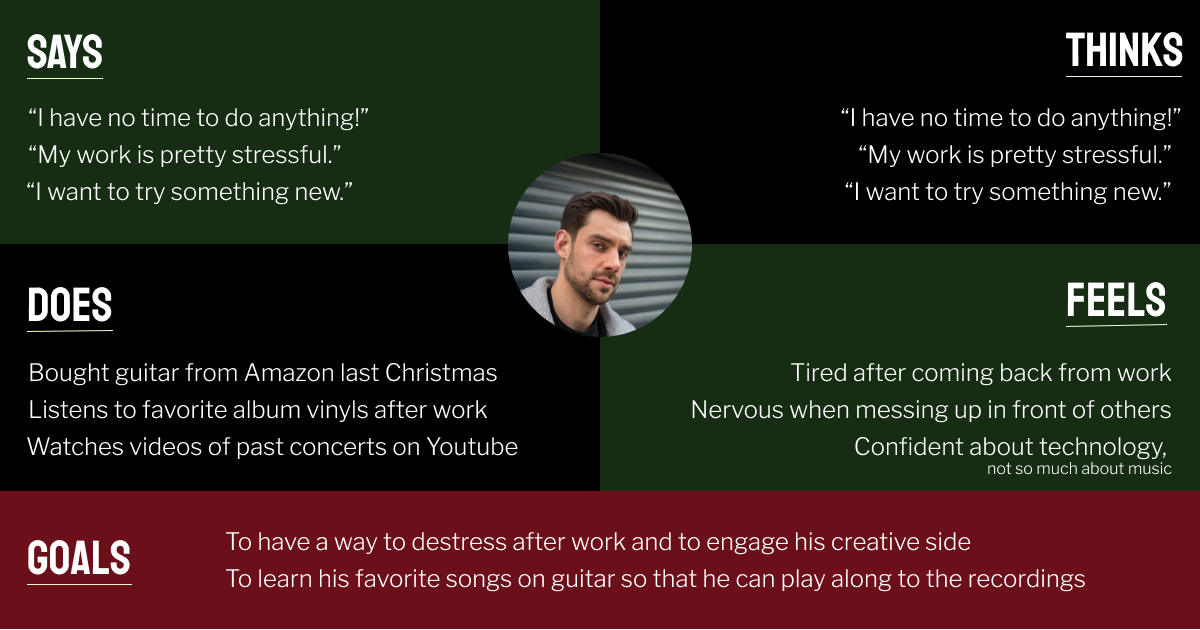 SAYS
“I have no time to do anything!”
“My work is pretty stressful.”
“I want to try something new.”
THINKS
“I have no time to do anything!”
“My work is pretty stressful.”
“I want to try something new.”
DOES
Bought guitar from Amazon last Christmas
Listens to favorite album vinyls after work
Watches videos of past concerts on Youtube
FEELS
Tired after coming back from work
Nervous when messing up in front of others
Confident about technology,
not so much about music
GOALS
To have a way to destress after work and to engage his creative side
To learn his favorite songs on guitar so that he can play along to the recordings